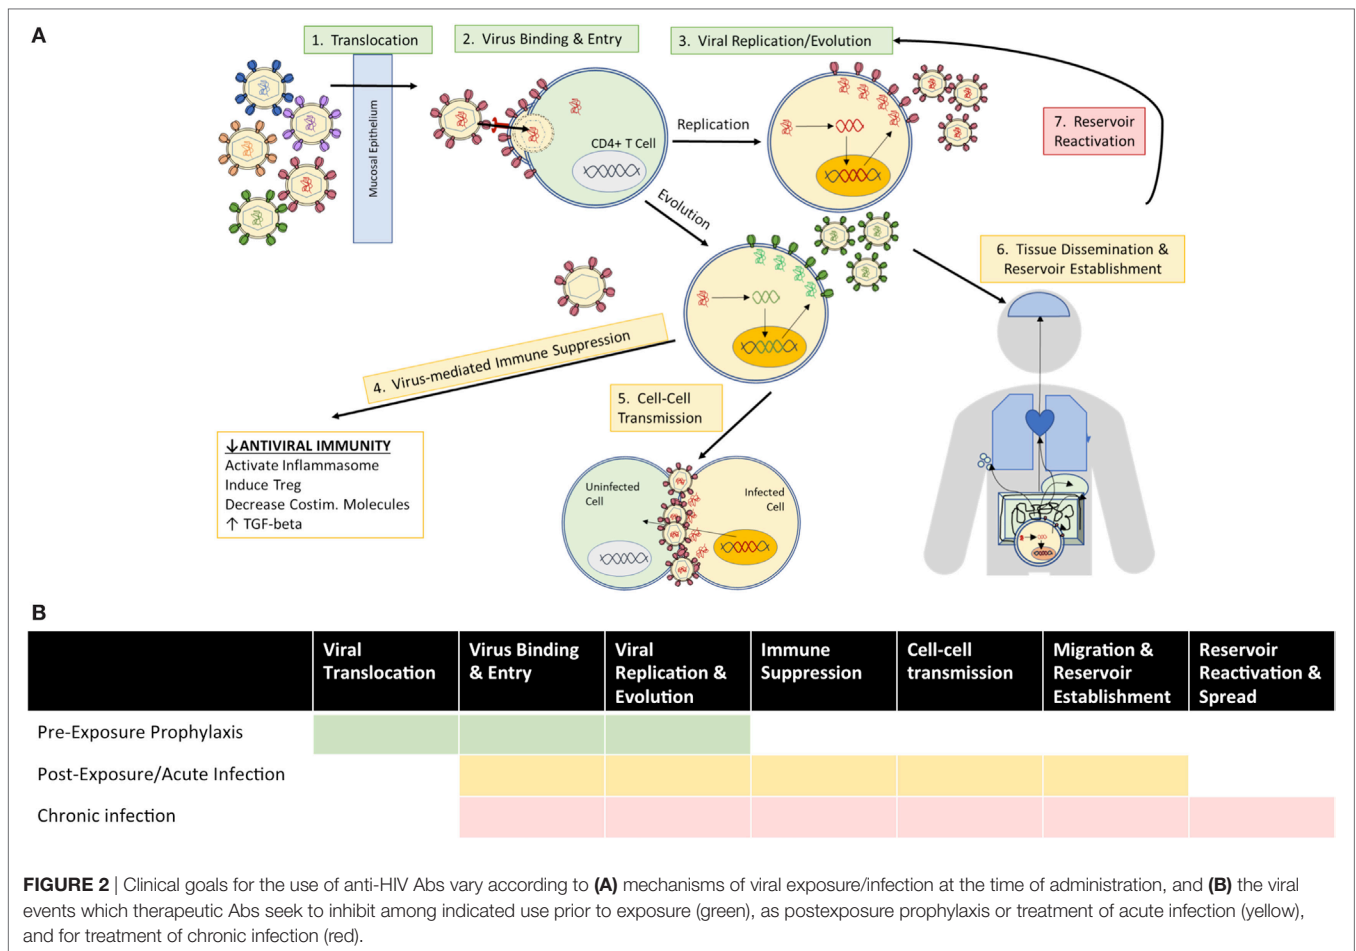 A
1. Translocation
2. Virus Binding & Entry
3. Viral Replication/Evolution
Mucosal Epithelium
CD4+ T Cell
Replication
Evolution
7. Reservoir
Reactivation
6. Tissue Dissemination &
Reservoir Establishment
4. Virus-mediated Immune Suppression
5. Cell-Cell
Transmission
↓ANTIVIRAL IMMUNITY
Activate Inflammasome
Induce Treg
Decrease Costim. Molecules
↑ TGF-beta
Uninfected
Cell
Infected
Cell
B
Viral
Translocation
Virus Binding
& Entry
Viral
Replication &
Evolution
Immune
Suppression
Cell-cell
transmission
Migration &
Reservoir
Establishment
Reservoir
Reactivation &
Spread
Pre-Exposure Prophylaxis
Post-Exposure/Acute Infection
Chronic infection
FIGURE 2 | Clinical goals for the use of anti-HIV Abs vary according to (A) mechanisms of viral exposure/infection at the time of administration, and (B) the viral
events which therapeutic Abs seek to inhibit among indicated use prior to exposure (green), as postexposure prophylaxis or treatment of acute infection (yellow),
and for treatment of chronic infection (red).